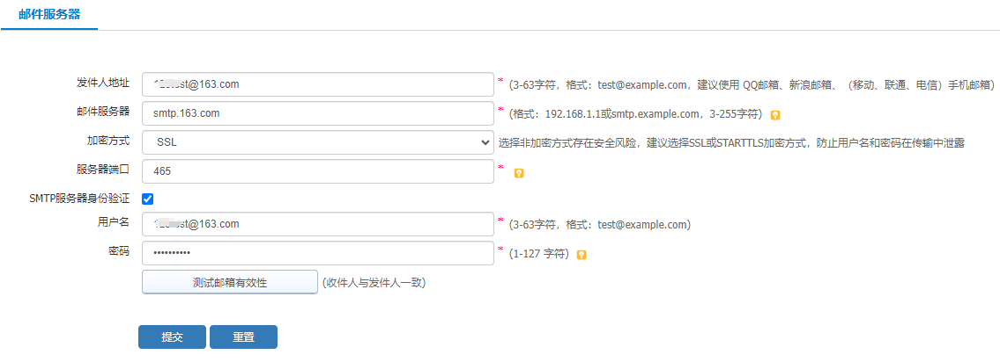 邮件服务器
发件人地址 @163.com * (3-63字符，格式：test@example.com，建议使用 QQ邮箱、新浪邮箱、（移动、联通、电信）手机邮箱）
邮件服务器 smtp.163.com * (格式：192.168.1.1或smtp.example.com，3-255字符)
加密方式 SSL 选择非加密方式存在安全风险，建议选择SSL或STARTTLS加密方式，防止用户名和密码在传输中泄露
服务器端口 465 *
SMTP服务器身份验证
用户名 @163.com * (3-63字符，格式：test@example.com)
密码 •••••••••• * (1-127 字符)
测试邮箱有效性 (收件人与发件人一致)
提交 重置